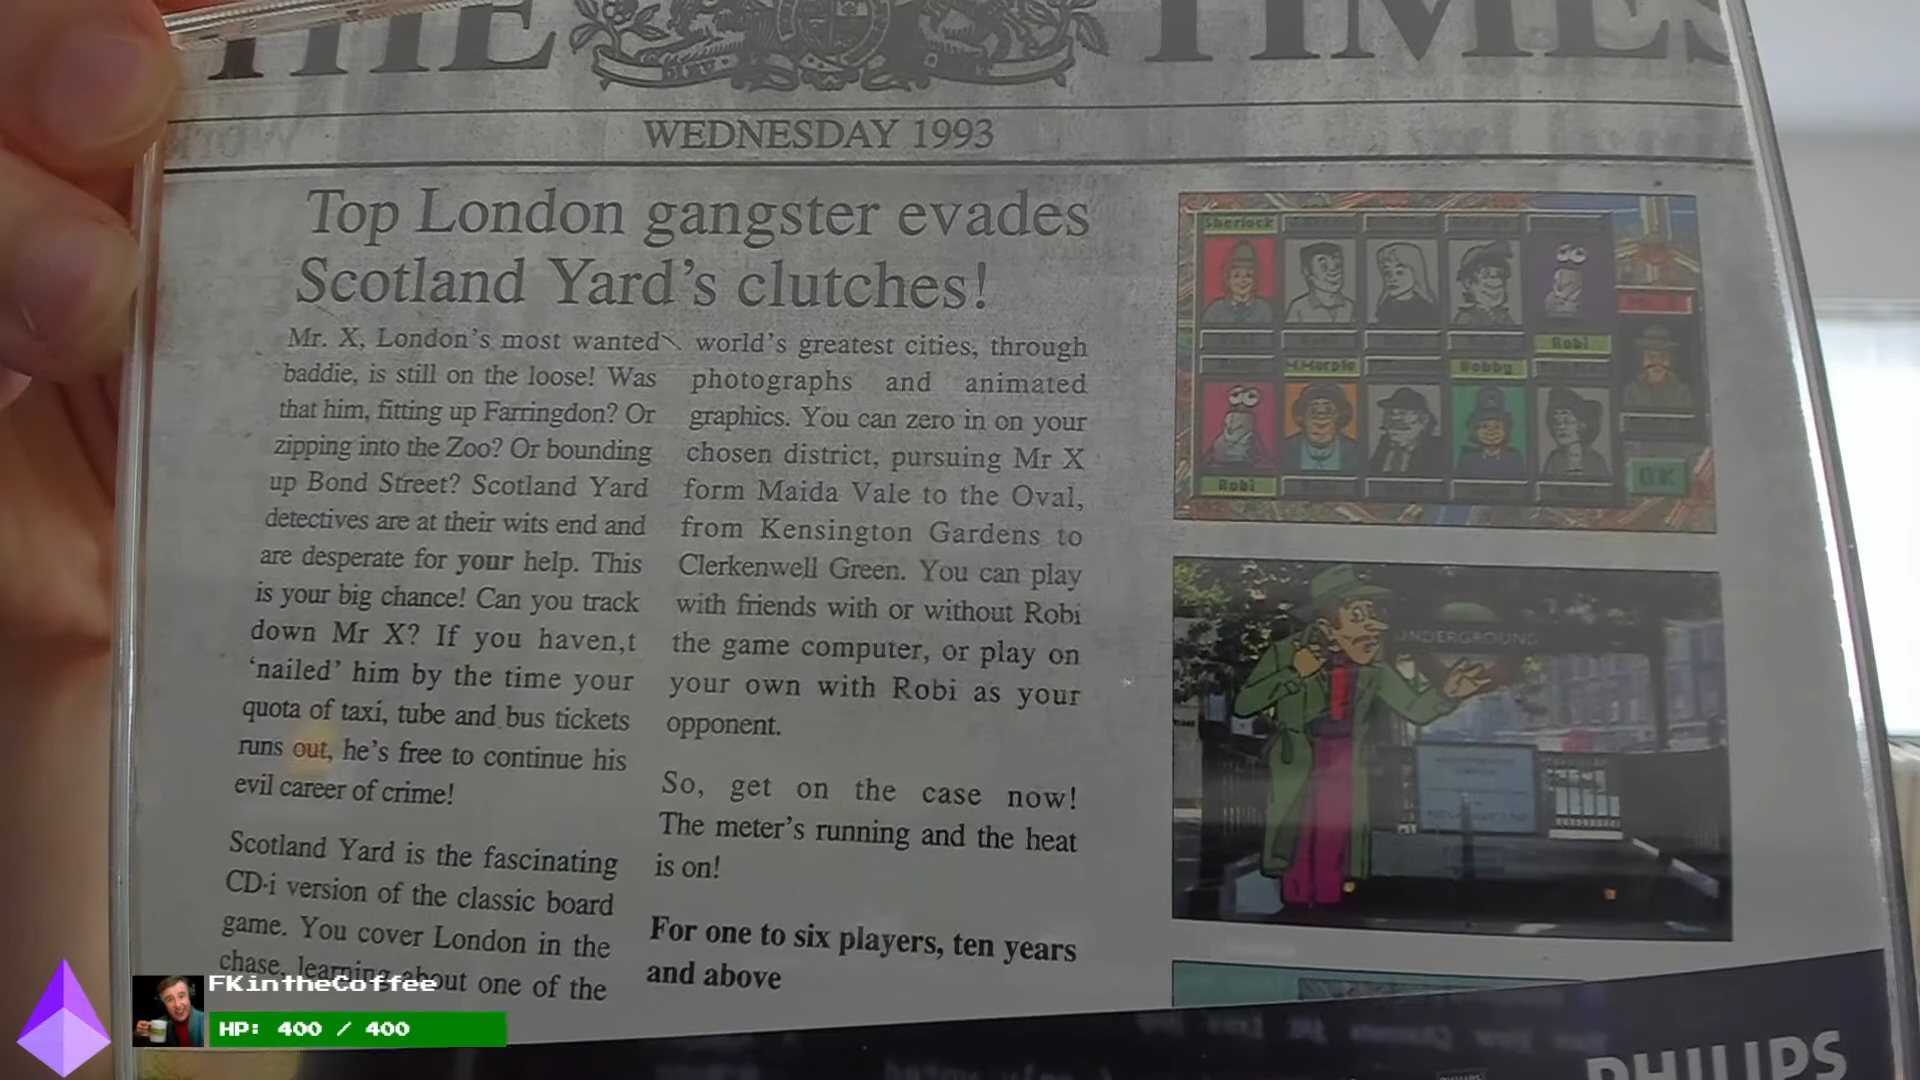 THE TIMES
WEDNESDAY 1993
Top London gangster evades
Scotland Yard's clutches!
Mr. X, London's most wanted
baddie, is still on the loose! Was
that him, fitting up Farringdon? Or
zipping into the Zoo? Or bounding
up Bond Street? Scotland Yard
detectives are at their wits end and
are desperate for your help. This
is your big chance! Can you track
down Mr X? If you haven,t
'nailed' him by the time your
quota of taxi, tube and bus tickets
runs out, he's free to continue his
evil career of crime!
Scotland Yard is the fascinating
CD-i version of the classic board
game. You cover London in the
chase, learning about one of the
world's greatest cities, through
photographs and animated
graphics. You can zero in on your
chosen district, pursuing Mr X
form Maida Vale to the Oval,
from Kensington Gardens to
Clerkenwell Green. You can play
with friends with or without Robi
the game computer, or play on
your own with Robi as your
opponent.
So, get on the case now!
The meter's running and the heat
is on!
For one to six players, ten years
and above
Sherlock
Robi
M.Marple
Bobby
Robi
OK
UNDERGROUND
PHILIPS
FKintheCoffee
HP: 400 / 400